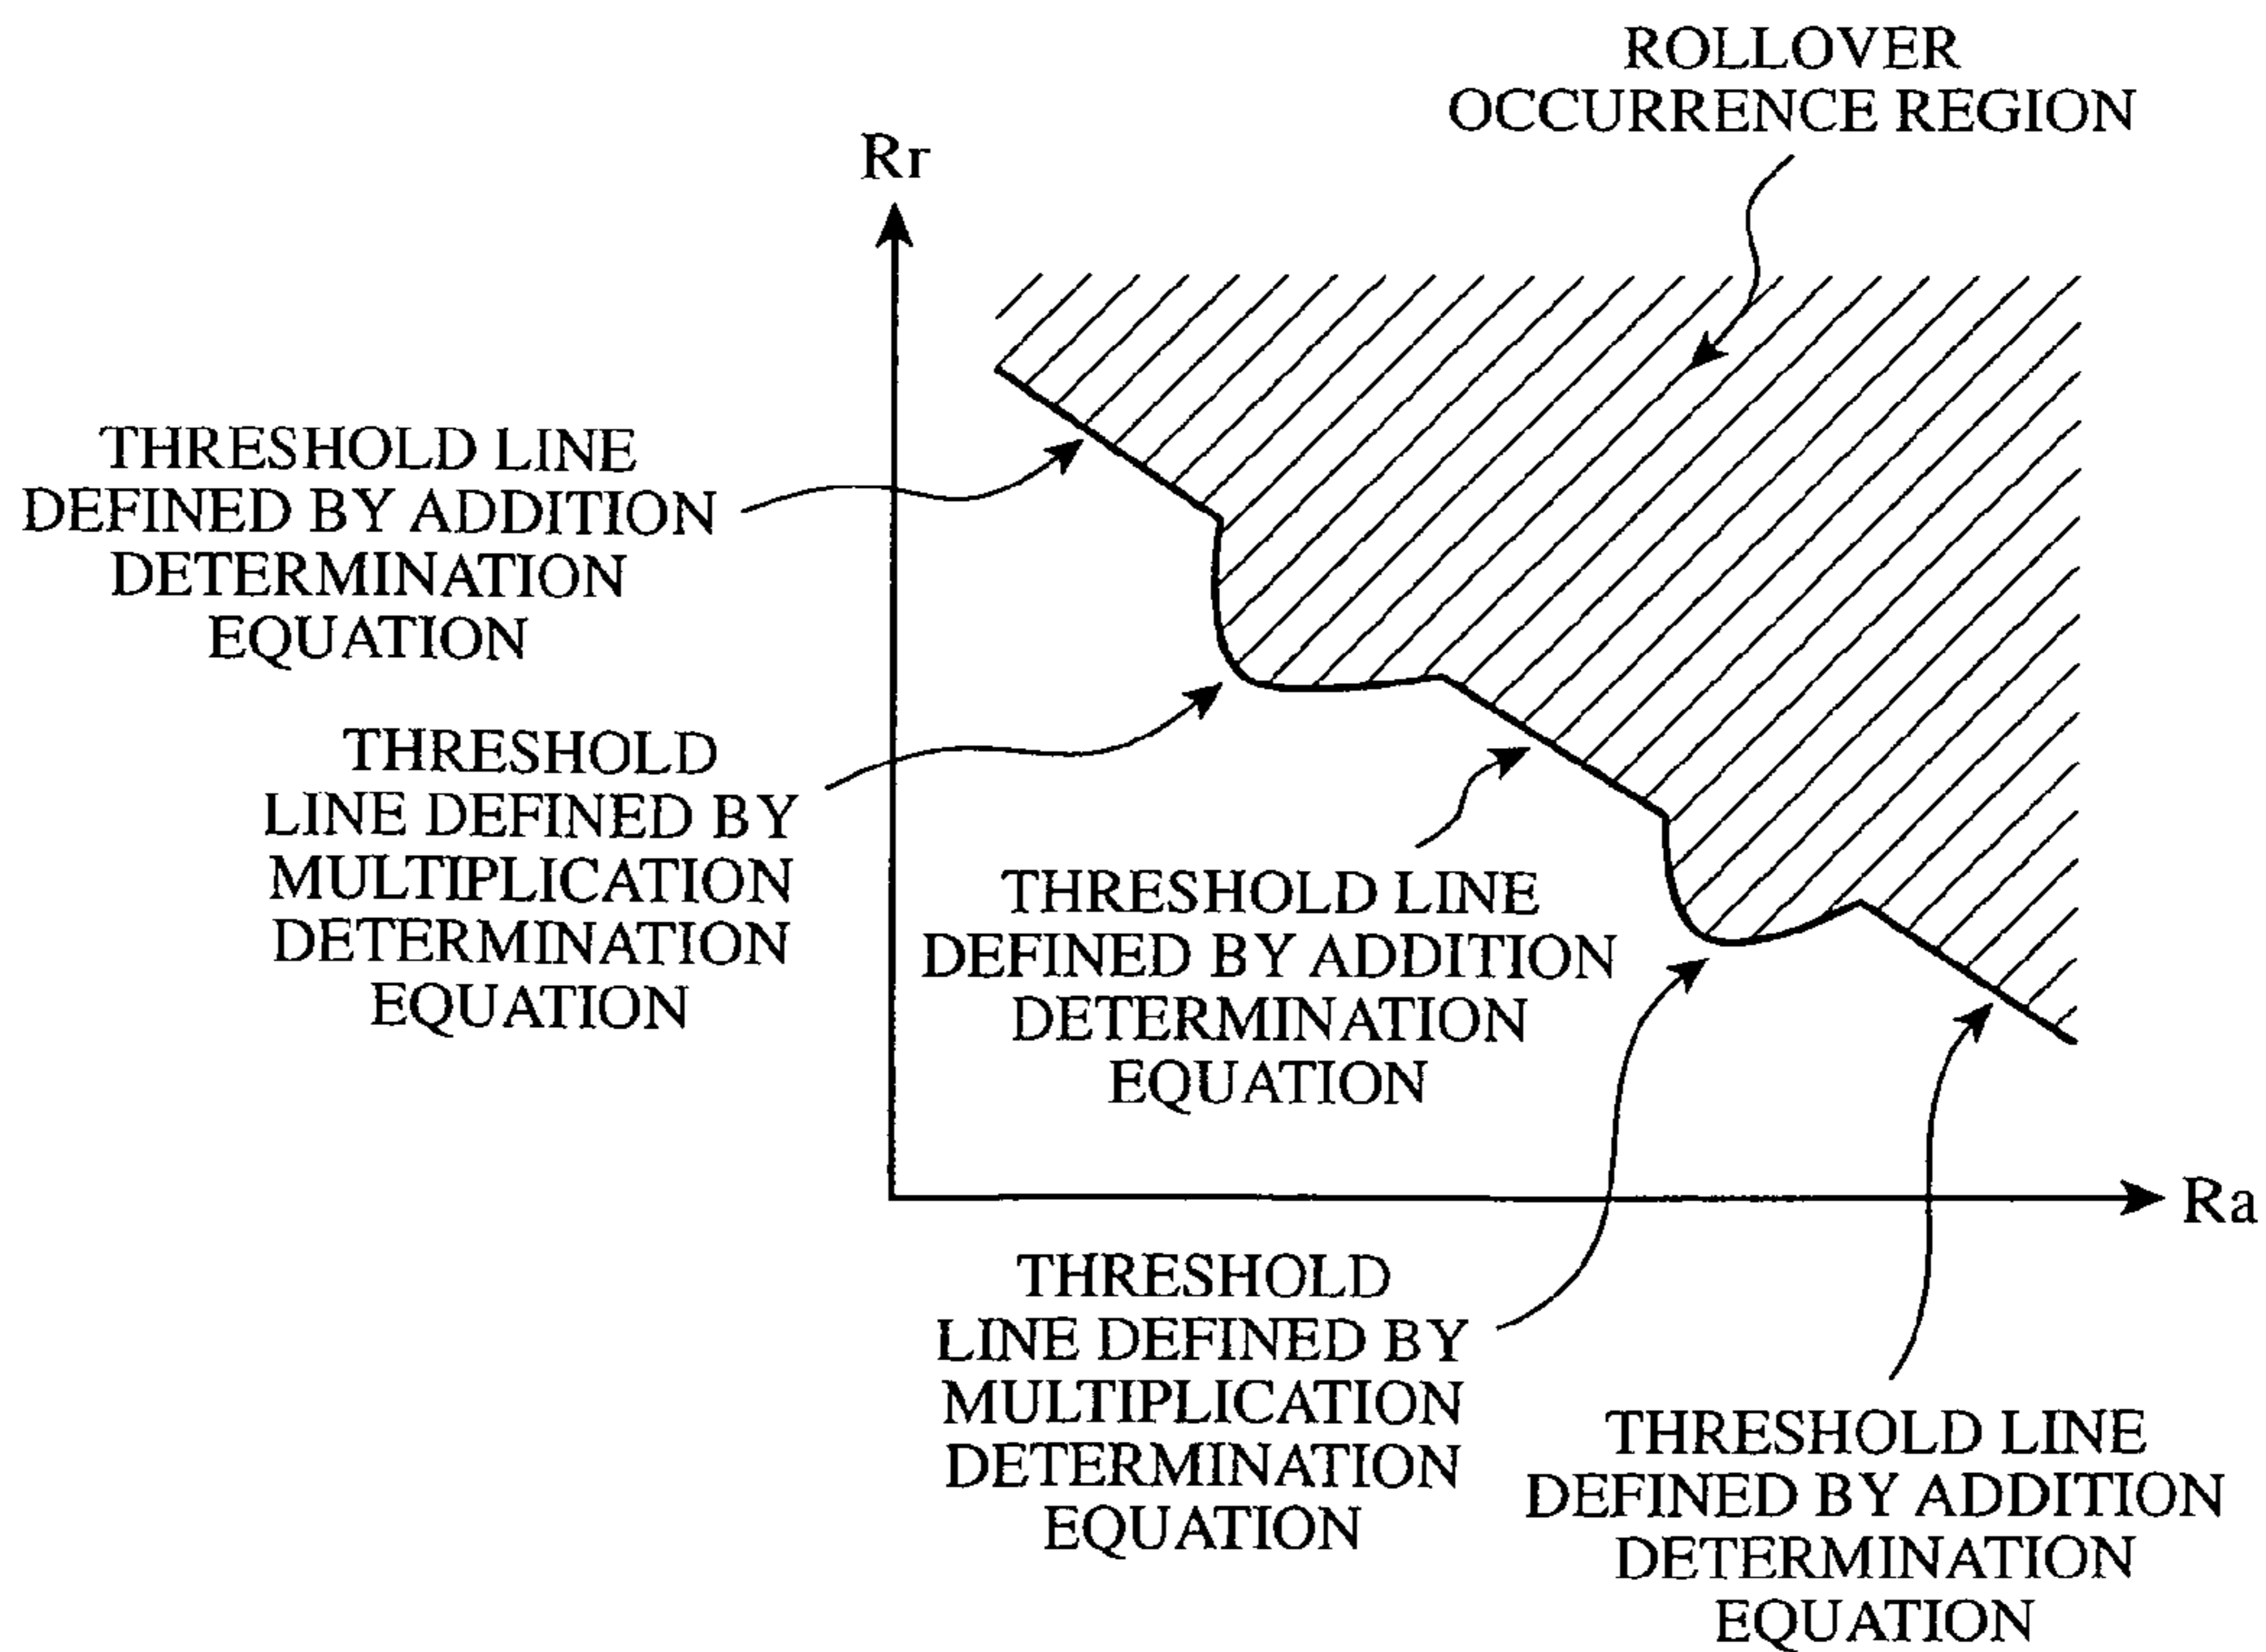 ROLLOVER
OCCURRENCE REGION
Rr
THRESHOLD LINE
DEFINED BY ADDITION
DETERMINATION
EQUATION
THRESHOLD
LINE DEFINED BY
MULTIPLICATION
DETERMINATION
EQUATION
THRESHOLD LINE
DEFINED BY ADDITION
DETERMINATION
EQUATION
Ra
THRESHOLD
LINE DEFINED BY
MULTIPLICATION
DETERMINATION
EQUATION
THRESHOLD LINE
DEFINED BY ADDITION
DETERMINATION
EQUATION